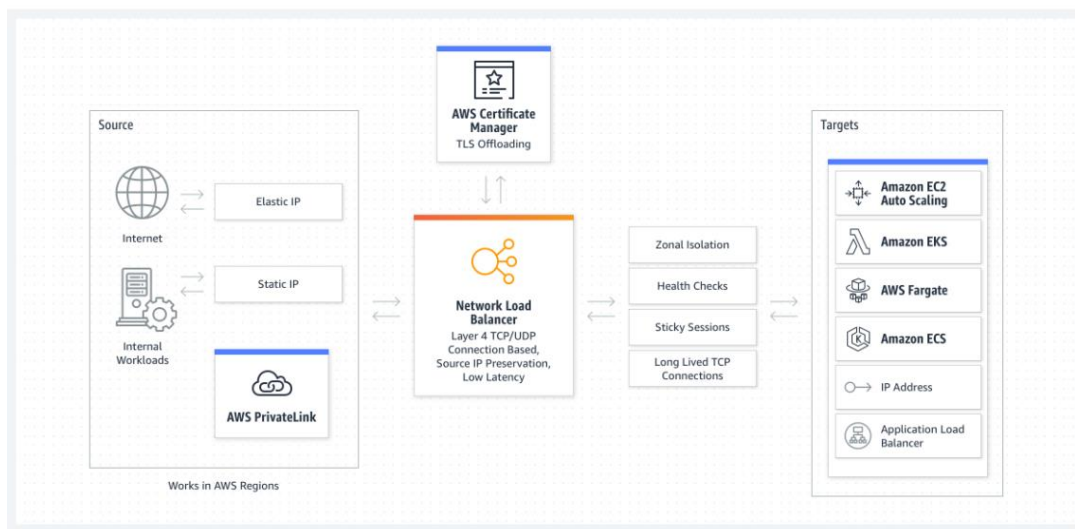 Source
Internet
Elastic IP
Internal
Workloads
Static IP
AWS PrivateLink
Works in AWS Regions
AWS Certificate
Manager
TLS Offloading
Network Load
Balancer
Layer 4 TCP/UDP
Connection Based,
Source IP Preservation,
Low Latency
Zonal Isolation
Health Checks
Sticky Sessions
Long Lived TCP
Connections
Targets
Amazon EC2
Auto Scaling
Amazon EKS
AWS Fargate
Amazon ECS
K
IP Address
Application Load
Balancer